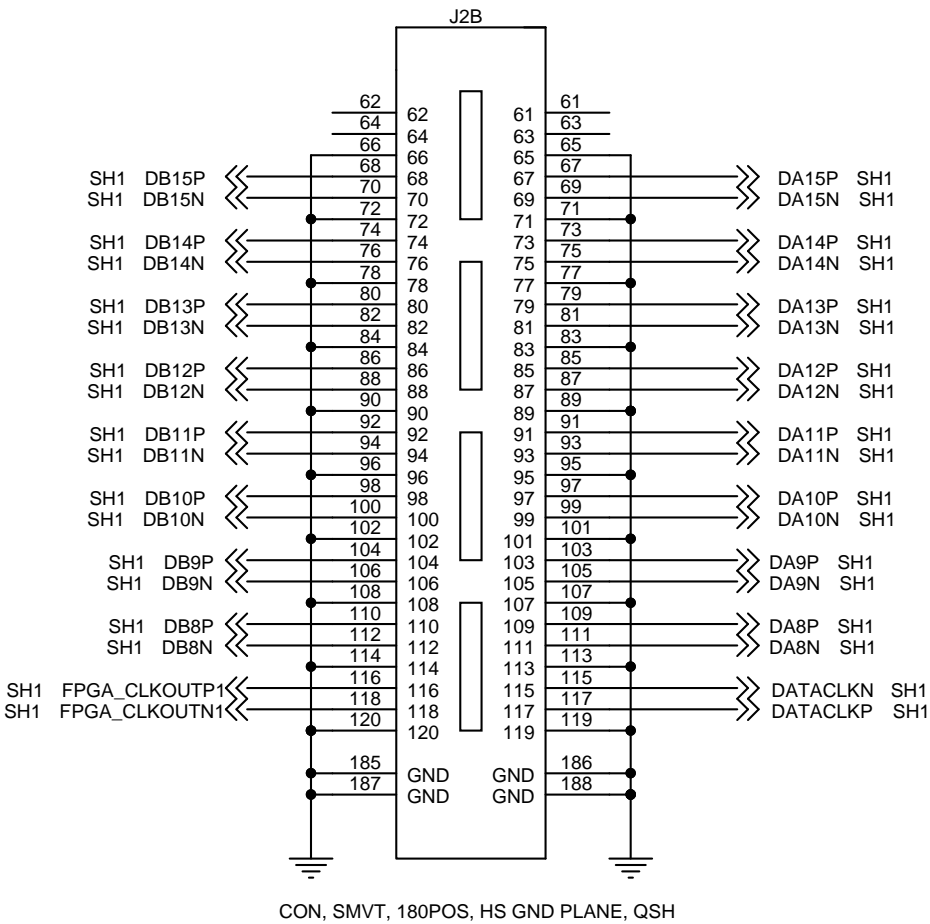 J2B
62 62 61 61
64 64 63 63
66 66 65 65
SH1 DB15P 68 68 67 67 DA15P SH1
SH1 DB15N 70 70 69 69 DA15N SH1
72 72 71 71
SH1 DB14P 74 74 73 73 DA14P SH1
SH1 DB14N 76 76 75 75 DA14N SH1
78 78 77 77
SH1 DB13P 80 80 79 79 DA13P SH1
SH1 DB13N 82 82 81 81 DA13N SH1
84 84 83 83
SH1 DB12P 86 86 85 85 DA12P SH1
SH1 DB12N 88 88 87 87 DA12N SH1
90 90 89 89
SH1 DB11P 92 92 91 91 DA11P SH1
SH1 DB11N 94 94 93 93 DA11N SH1
96 96 95 95
SH1 DB10P 98 98 97 97 DA10P SH1
SH1 DB10N 100 100 99 99 DA10N SH1
102 102 101 101
SH1 DB9P 104 104 103 103 DA9P SH1
SH1 DB9N 106 106 105 105 DA9N SH1
108 108 107 107
SH1 DB8P 110 110 109 109 DA8P SH1
SH1 DB8N 112 112 111 111 DA8N SH1
114 114 113 113
SH1 FPGA_CLKOUTP1 116 116 115 115 DATACLKN SH1
SH1 FPGA_CLKOUTN1 118 118 117 117 DATACLKP SH1
120 120 119 119
185 GND GND 186
187 GND GND 188
CON, SMVT, 180POS, HS GND PLANE, QSH